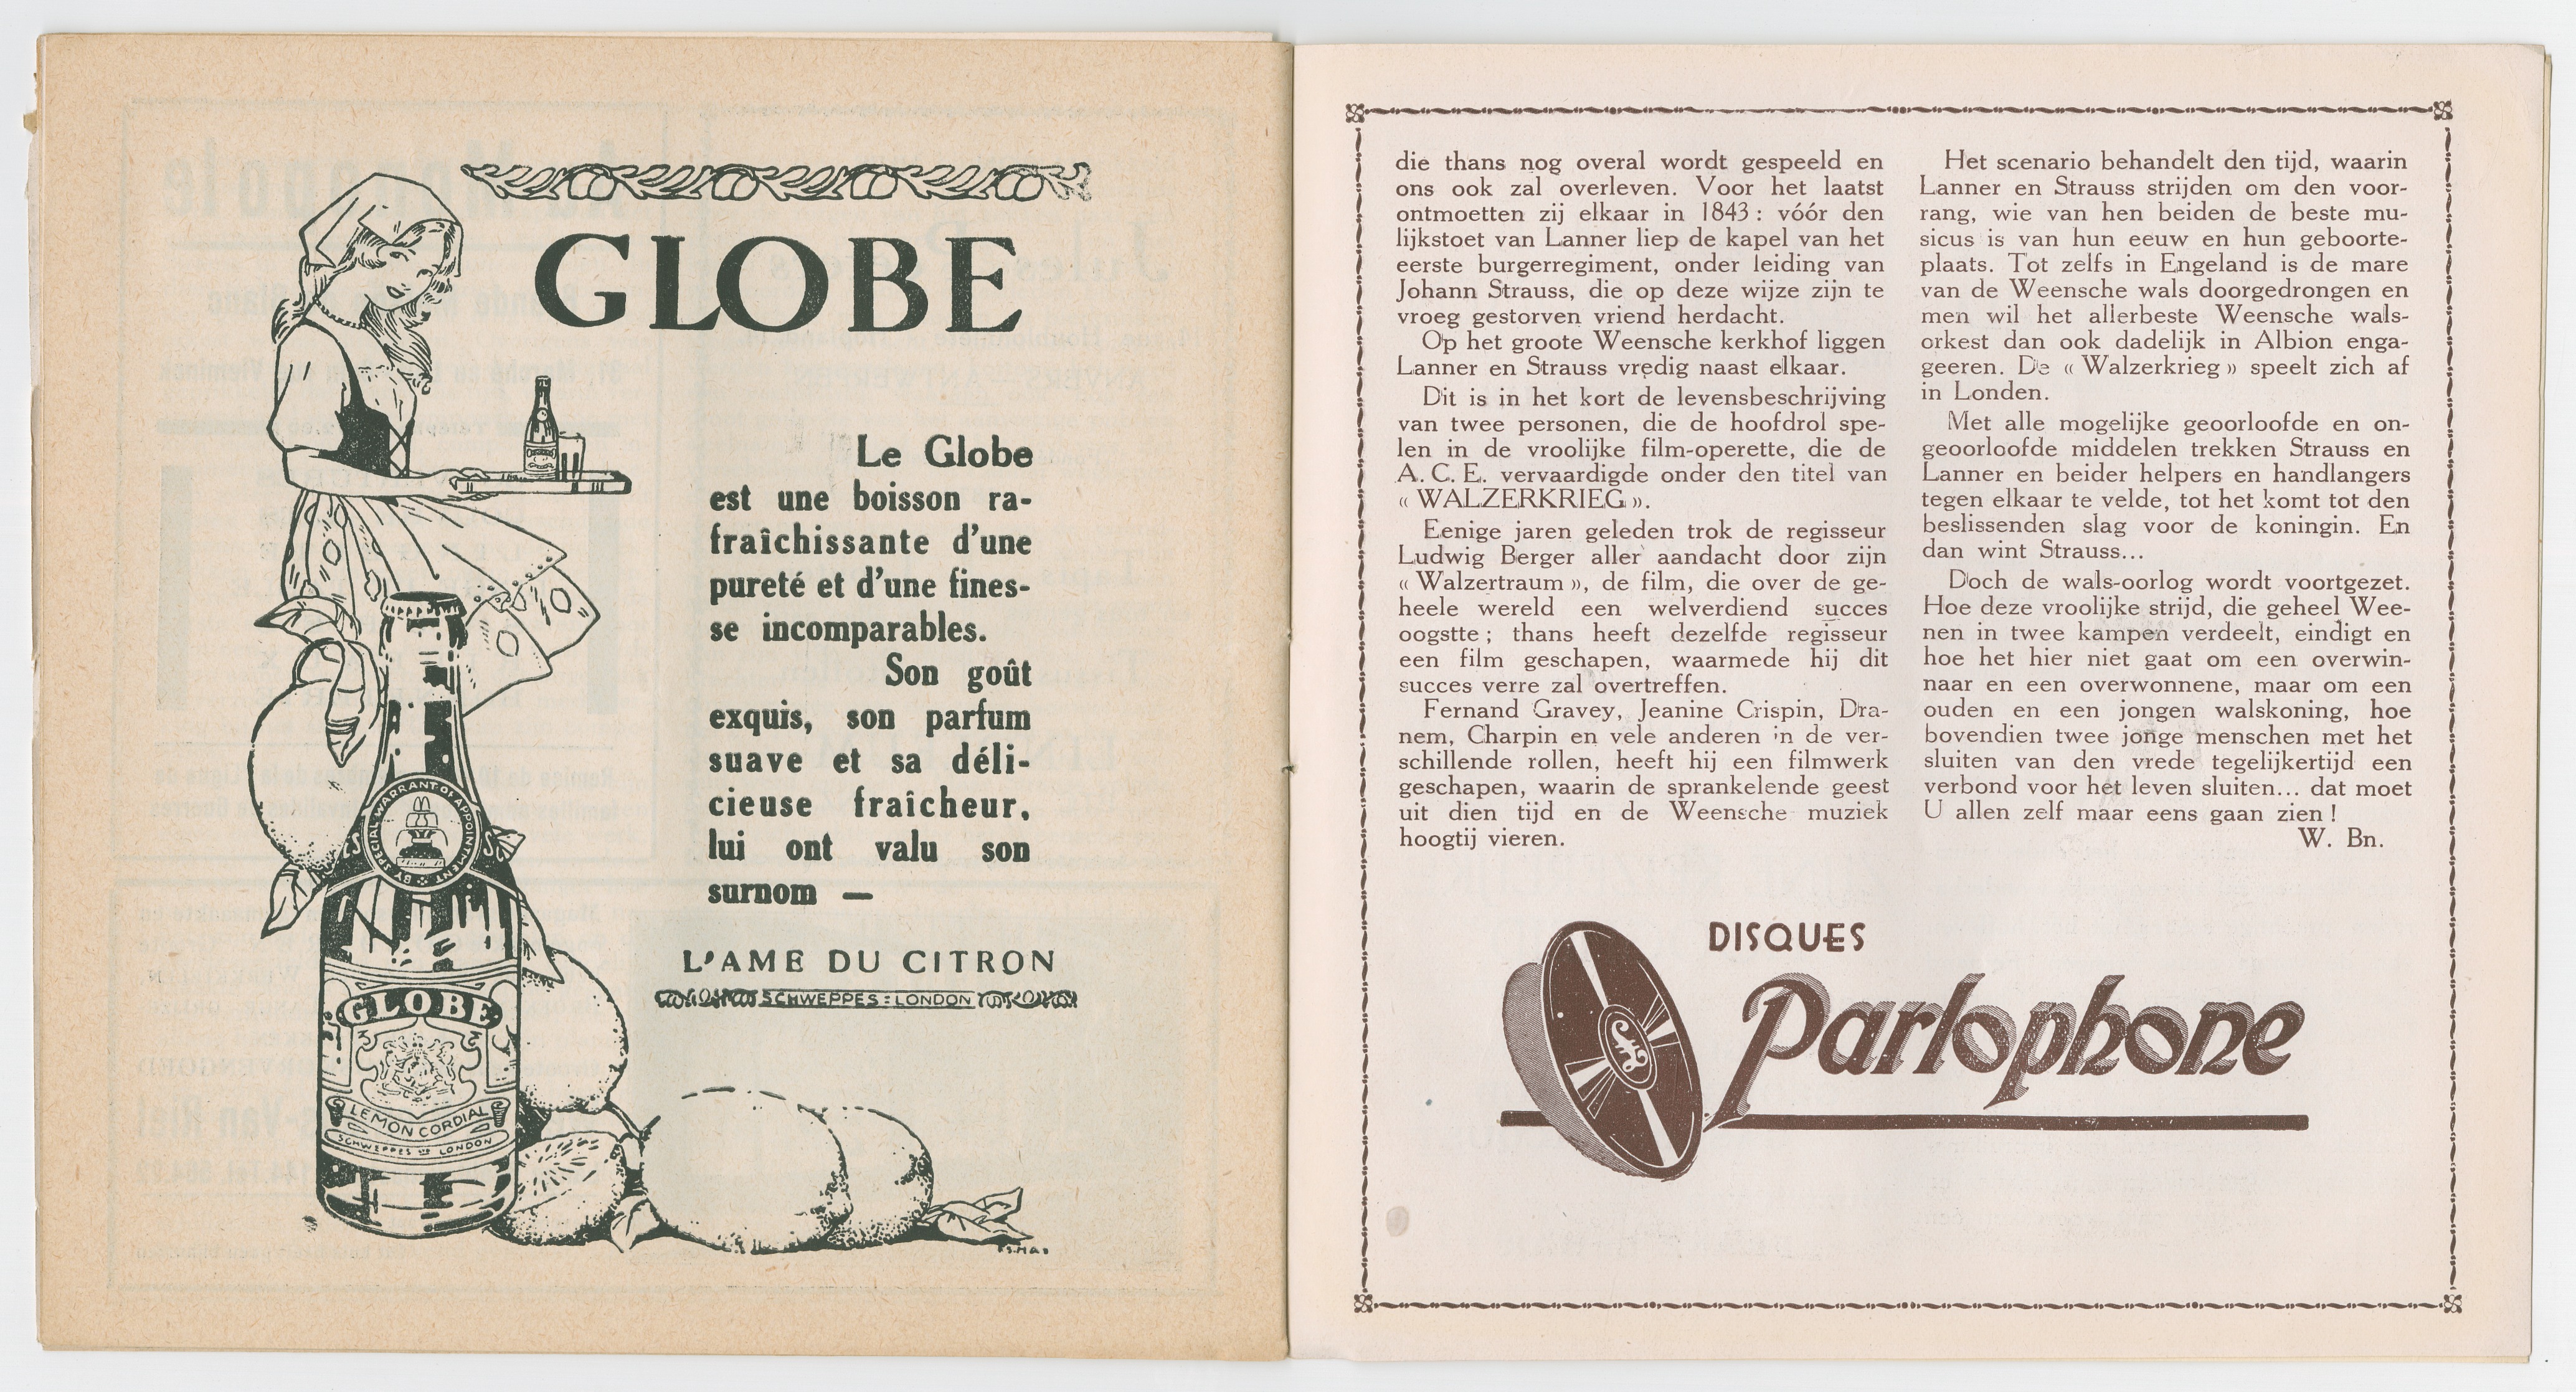 GLOBE
Le Globe
est une boisson ra-
fraîchissante d'une
pureté et d'une fines-
se incomparables.
Son goût
exquis, son parfum
suave et sa déli-
cieuse fraîcheur,
lui ont valu son
surnom —
L'AME DU CITRON
SCHWEPPES : LONDON
BY SPECIAL WARRANT OF APPOINTMENT
GLOBE
LEMON CORDIAL
SCHWEPPES LTD LONDON
die thans nog overal wordt gespeeld en
ons ook zal overleven. Voor het laatst
ontmoetten zij elkaar in 1843 : vóór den
lijkstoet van Lanner liep de kapel van het
eerste burgerregiment, onder leiding van
Johann Strauss, die op deze wijze zijn te
vroeg gestorven vriend herdacht.
Op het groote Weensche kerkhof liggen
Lanner en Strauss vredig naast elkaar.
Dit is in het kort de levensbeschrijving
van twee personen, die de hoofdrol spe-
len in de vroolijke film-operette, die de
A. C. E. vervaardigde onder den titel van
« WALZERKRIEG ».
Eenige jaren geleden trok de regisseur
Ludwig Berger aller aandacht door zijn
« Walzertraum », de film, die over de ge-
heele wereld een welverdiend succes
oogstte ; thans heeft dezelfde regisseur
een film geschapen, waarmede hij dit
succes verre zal overtreffen.
Fernand Gravey, Jeanine Crispin, Dra-
nem, Charpin en vele anderen in de ver-
schillende rollen, heeft hij een filmwerk
geschapen, waarin de sprankelende geest
uit dien tijd en de Weensche muziek
hoogtij vieren.
Het scenario behandelt den tijd, waarin
Lanner en Strauss strijden om den voor-
rang, wie van hen beiden de beste mu-
sicus is van hun eeuw en hun geboorte-
plaats. Tot zelfs in Engeland is de mare
van de Weensche wals doorgedrongen en
men wil het allerbeste Weensche wals-
orkest dan ook dadelijk in Albion enga-
geeren. De « Walzerkrieg » speelt zich af
in Londen.
Met alle mogelijke geoorloofde en on-
geoorloofde middelen trekken Strauss en
Lanner en beider helpers en handlangers
tegen elkaar te velde, tot het komt tot den
beslissenden slag voor de koningin. En
dan wint Strauss...
Doch de wals-oorlog wordt voortgezet.
Hoe deze vroolijke strijd, die geheel Wee-
nen in twee kampen verdeelt, eindigt en
hoe het hier niet gaat om een overwin-
naar en een overwonnene, maar om een
ouden en een jongen walskoning, hoe
bovendien twee jonge menschen met het
sluiten van den vrede tegelijkertijd een
verbond voor het leven sluiten... dat moet
U allen zelf maar eens gaan zien !
W. Bn.
DISQUES
Parlophone